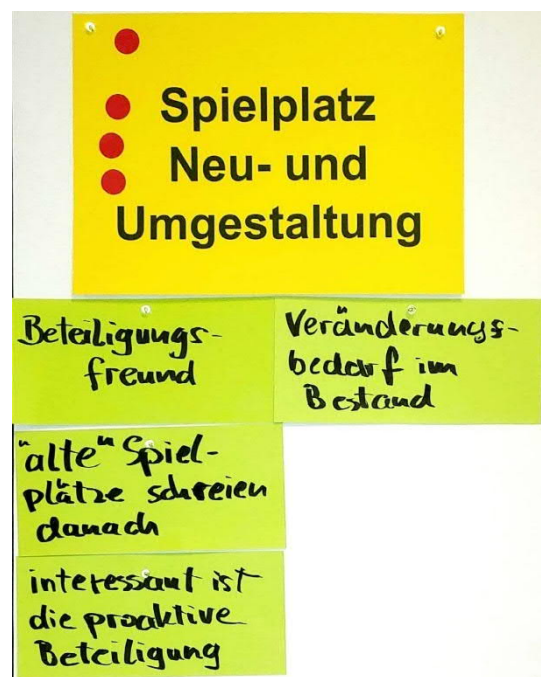 Spielplatz
Neu- und
Umgestaltung
Beteiligungs-
freund
Veränderungs-
bedarf im
Bestand
"alte" Spiel-
plätze schreien
danach
interessant ist
die proaktive
Beteiligung